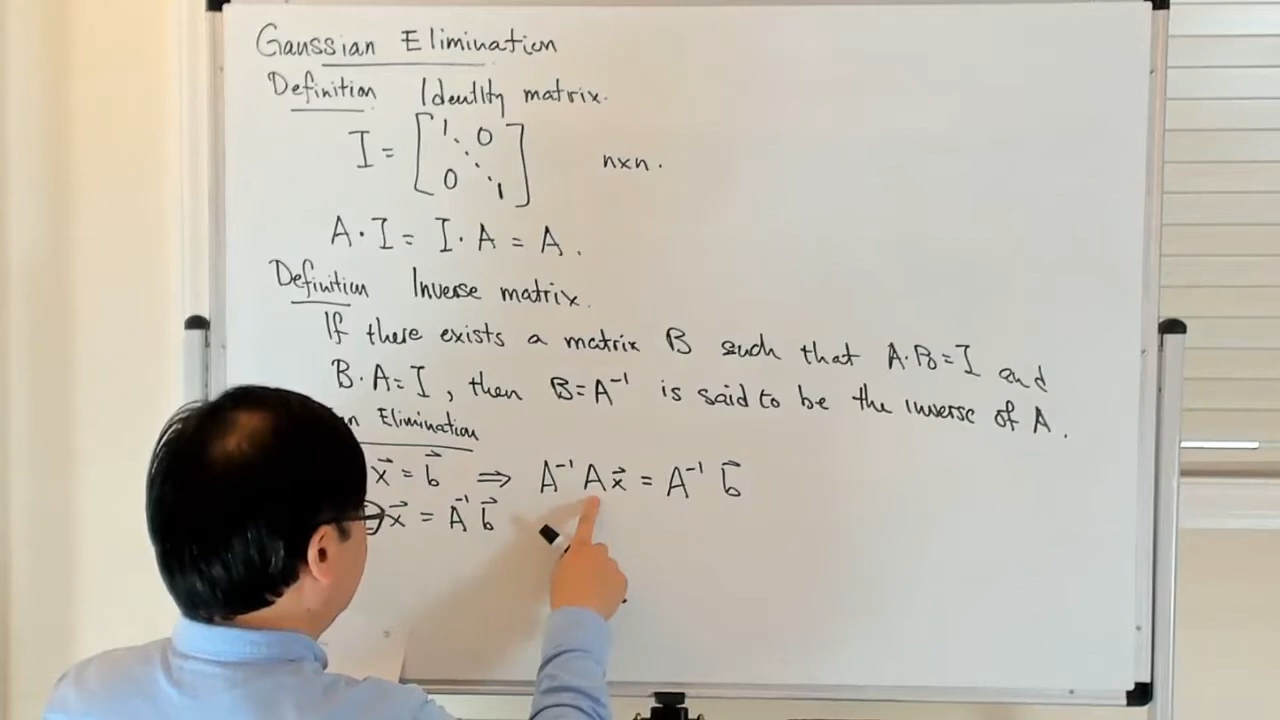 Gaussian Elimination
Definition Identity matrix.
I = [1 ⋱ 0 0 ⋱ 1] n×n.
A·I = I·A = A.
Definition Inverse matrix.
If there exists a matrix B such that A·B=I and
B·A=I, then B=A⁻¹ is said to be the inverse of A.
Elimination
x⃗ = b⃗ ⇒ A⁻¹ A x⃗ = A⁻¹ b⃗
x⃗ = A⁻¹ b⃗